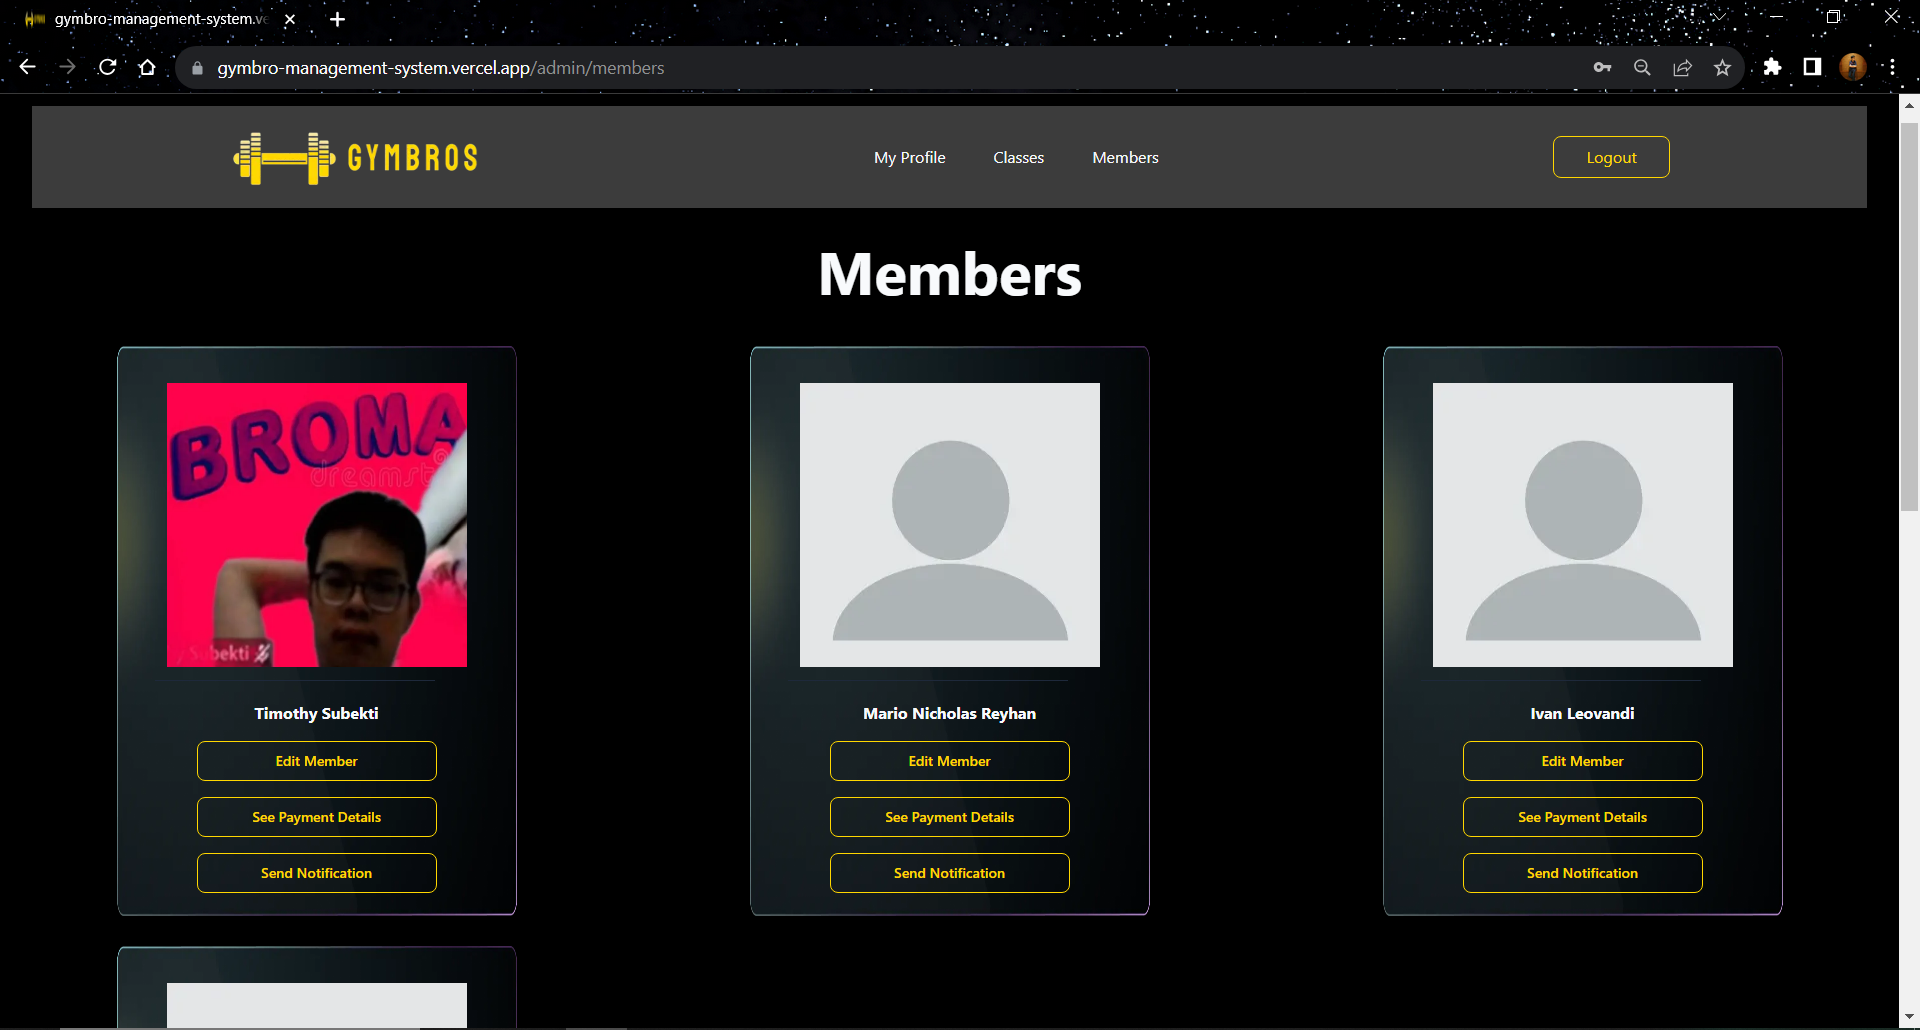 gymbro-management-system.ve
gymbro-management-system.vercel.app/admin/members
GYMBROS
My Profile
Classes
Members
Logout
Members
BROMA
dreamst
Subekti
Timothy Subekti
Edit Member
See Payment Details
Send Notification
Mario Nicholas Reyhan
Edit Member
See Payment Details
Send Notification
Ivan Leovandi
Edit Member
See Payment Details
Send Notification